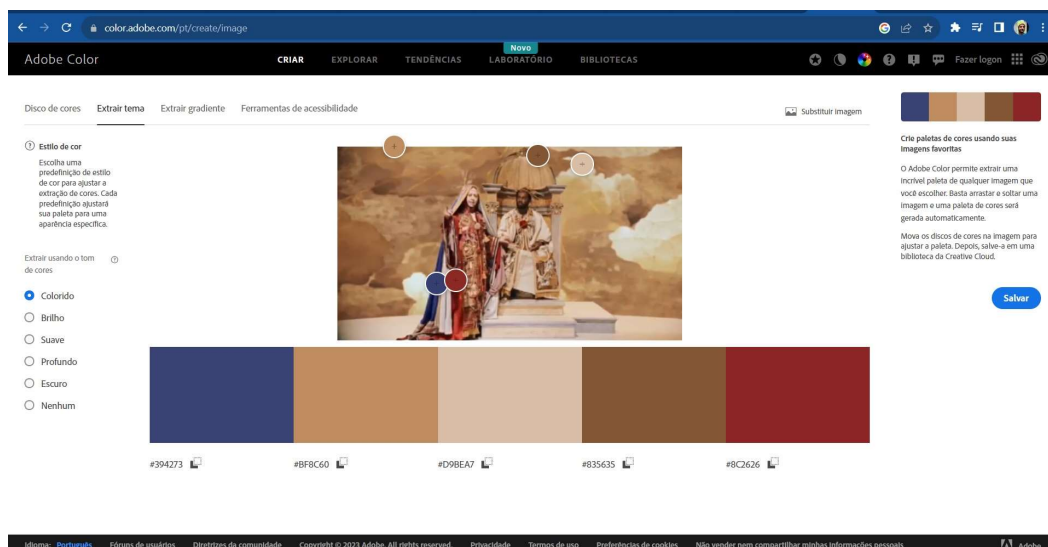 color.adobe.com/pt/create/image
Novo
Adobe Color CRIAR EXPLORAR TENDÊNCIAS LABORATÓRIO BIBLIOTECAS Fazer logon
Disco de cores Extrair tema Extrair gradiente Ferramentas de acessibilidade Substituir imagem
Estilo de cor
Escolha uma
predefinição de estilo
de cor para ajustar a
extração de cores. Cada
predefinição ajustará
sua paleta para uma
aparência específica.
Extrair usando o tom
de cores
Colorido
Brilho
Suave
Profundo
Escuro
Nenhum
#394273 #BF8C60 #D9BEA7 #835635 #8C2626
Crie paletas de cores usando suas
imagens favoritas
O Adobe Color permite extrair uma
incrível paleta de qualquer imagem que
você escolher. Basta arrastar e soltar uma
imagem e uma paleta de cores será
gerada automaticamente.
Mova os discos de cores na imagem para
ajustar a paleta. Depois, salve-a em uma
biblioteca da Creative Cloud.
Salvar
Idioma: Português Fóruns de usuários Diretrizes da comunidade Copyright © 2023 Adobe. All rights reserved. Privacidade Termos de uso Preferências de cookies Não vender nem compartilhar minhas informações pessoais Adobe